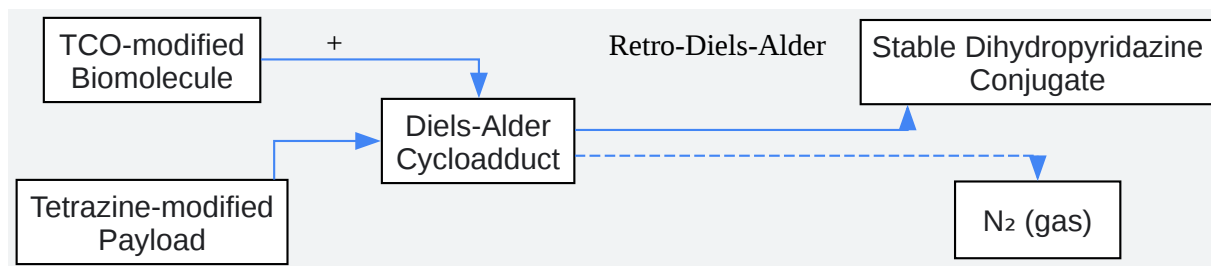 TCO-modified
Biomolecule
+
Retro-Diels-Alder
Stable Dihydropyridazine
Conjugate
Diels-Alder
Cycloadduct
Tetrazine-modified
Payload
N₂ (gas)